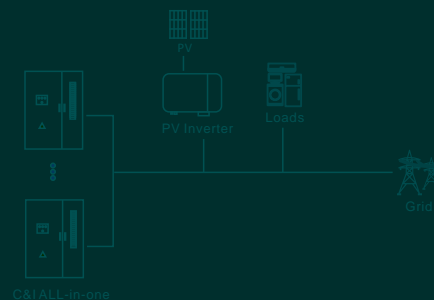 PV
PV Inverter
Loads
Grid
C&I ALL-in-one